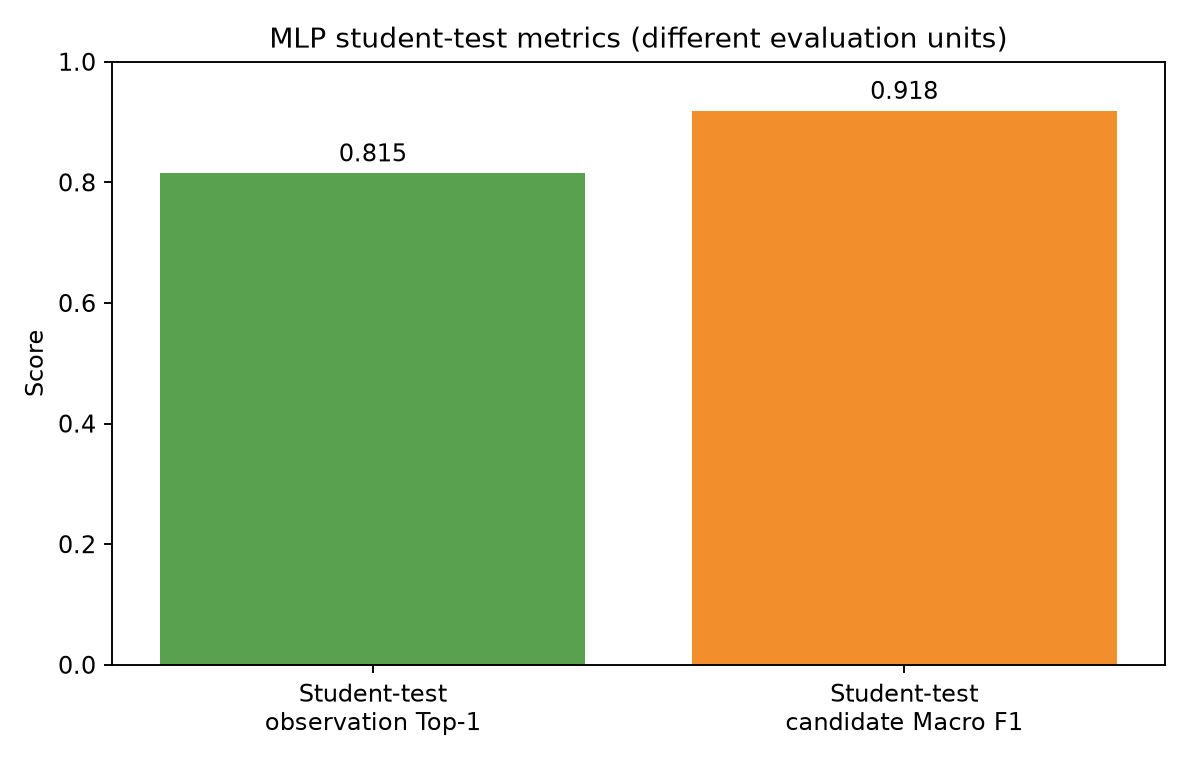 MLP student-test metrics (different evaluation units)
1.0
0.8
0.6
0.4
0.2
0.0
Score
0.815
0.918
Student-test
observation Top-1
Student-test
candidate Macro F1